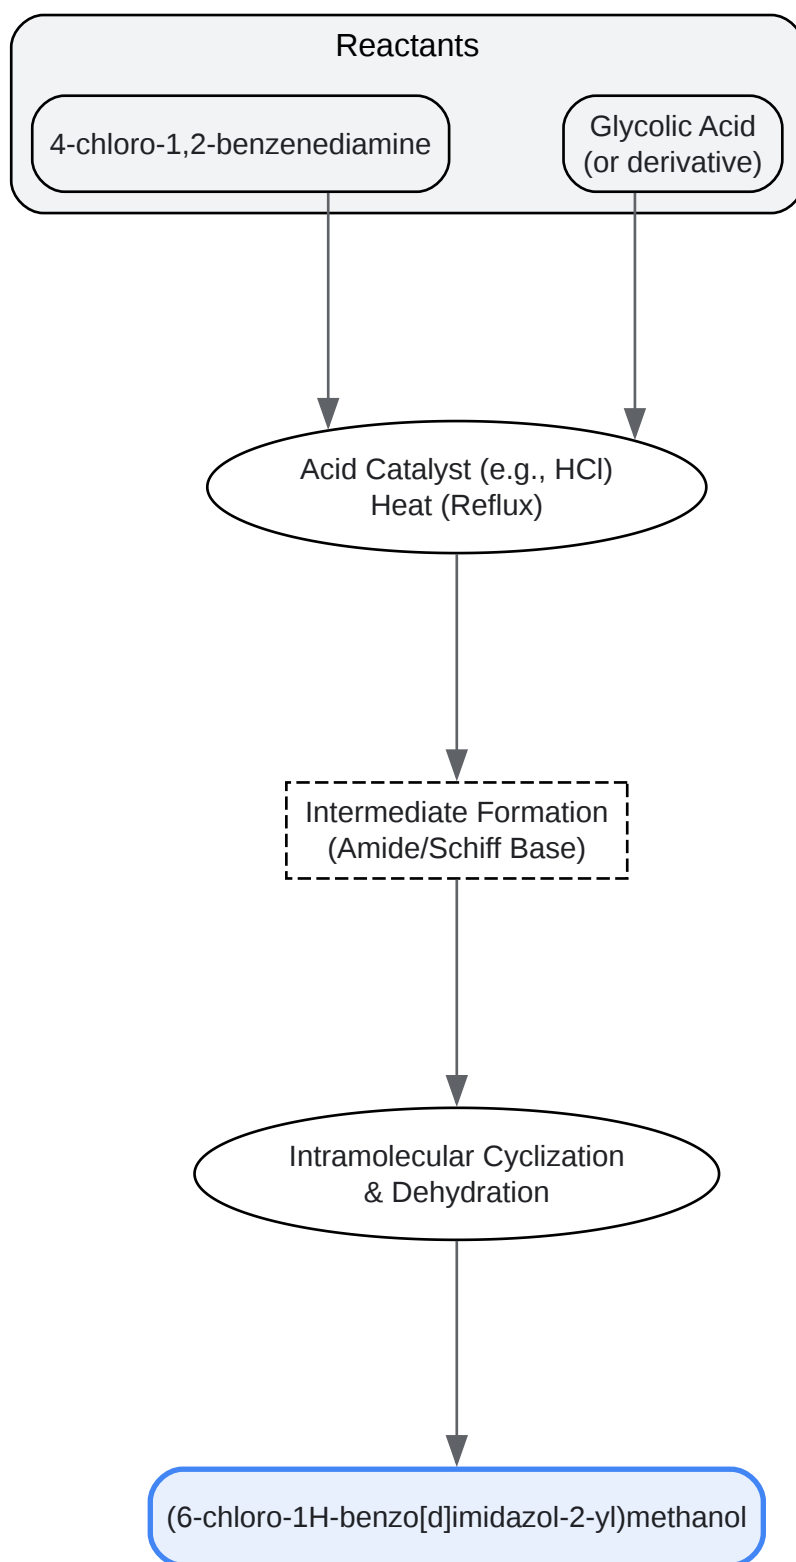 Reactants
4-chloro-1,2-benzenediamine
Glycolic Acid
(or derivative)
Acid Catalyst (e.g., HCl)
Heat (Reflux)
Intermediate Formation
(Amide/Schiff Base)
Intramolecular Cyclization
& Dehydration
(6-chloro-1H-benzo[d]imidazol-2-yl)methanol